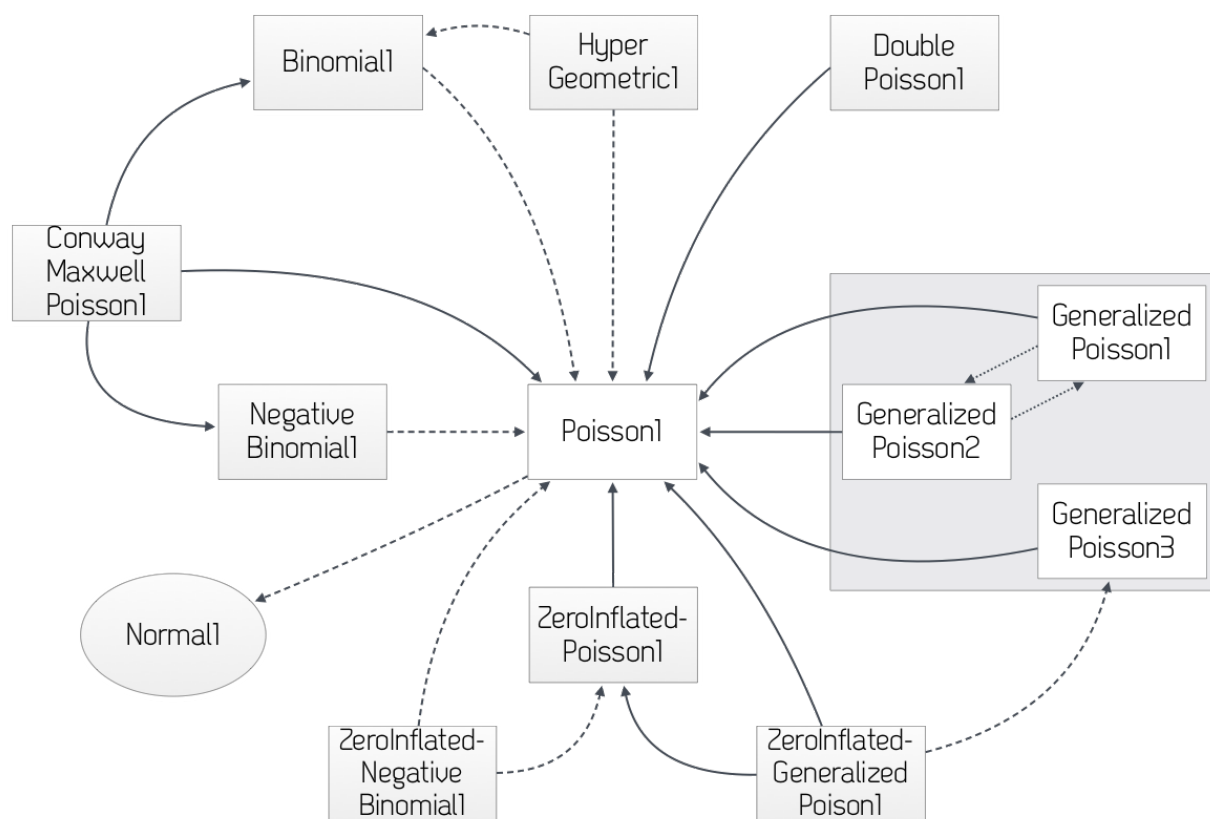 Binomial1
Hyper
Geometric1
Double
Poisson1
Conway
Maxwell
Poisson1
Generalized
Poisson1
Negative
Binomial1
Poisson1
Generalized
Poisson2
Generalized
Poisson3
Normal1
ZeroInflated-
Poisson1
ZeroInflated-
Negative
Binomial1
ZeroInflated-
Generalized
Poison1